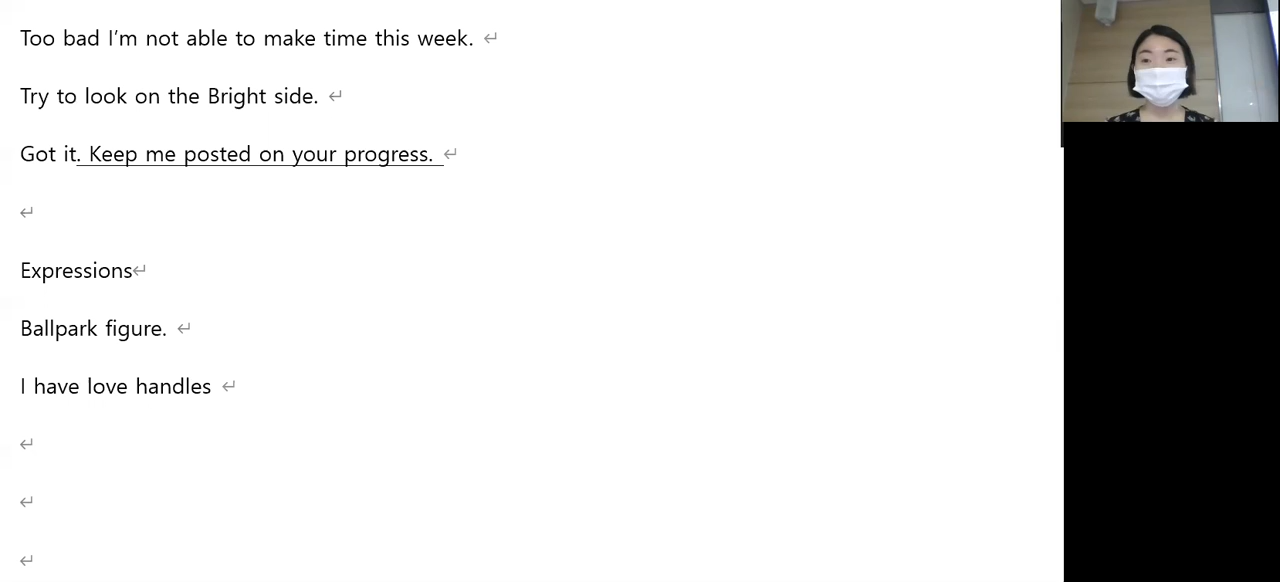 Too bad I'm not able to make time this week.
Try to look on the Bright side.
Got it. Keep me posted on your progress.
Expressions
Ballpark figure.
I have love handles